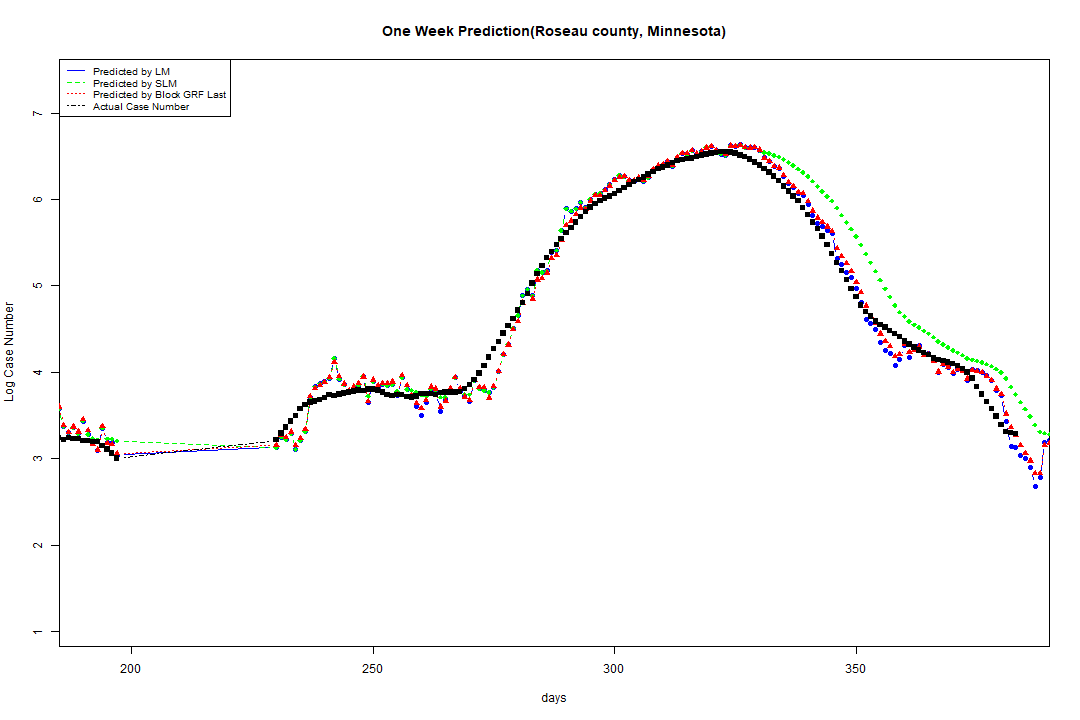 One Week Prediction(Roseau county, Minnesota)
Predicted by LM
Predicted by SLM
Predicted by Block GRF Last
Actual Case Number
7
6
5
4
3
2
1
Log Case Number
200 250 300 350
days